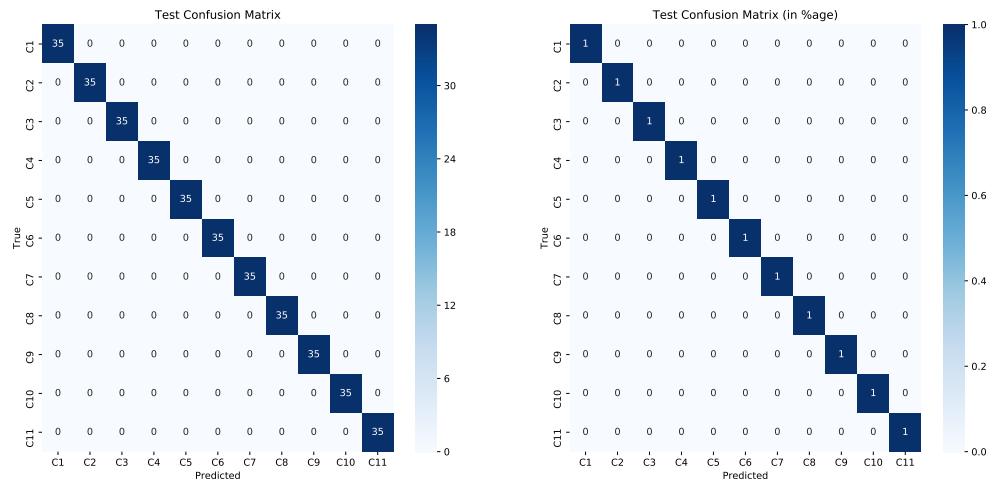 Test Confusion Matrix
C1 35 0 0 0 0 0 0 0 0 0 0
C2 0 35 0 0 0 0 0 0 0 0 0
C3 0 0 35 0 0 0 0 0 0 0 0
C4 0 0 0 35 0 0 0 0 0 0 0
C5 0 0 0 0 35 0 0 0 0 0 0
C6 0 0 0 0 0 35 0 0 0 0 0
C7 0 0 0 0 0 0 35 0 0 0 0
C8 0 0 0 0 0 0 0 35 0 0 0
C9 0 0 0 0 0 0 0 0 35 0 0
C10 0 0 0 0 0 0 0 0 0 35 0
C11 0 0 0 0 0 0 0 0 0 0 35
C1 C2 C3 C4 C5 C6 C7 C8 C9 C10 C11
Predicted
True
30
24
18
12
6
0
Test Confusion Matrix (in %age)
C1 1 0 0 0 0 0 0 0 0 0 0
C2 0 1 0 0 0 0 0 0 0 0 0
C3 0 0 1 0 0 0 0 0 0 0 0
C4 0 0 0 1 0 0 0 0 0 0 0
C5 0 0 0 0 1 0 0 0 0 0 0
C6 0 0 0 0 0 1 0 0 0 0 0
C7 0 0 0 0 0 0 1 0 0 0 0
C8 0 0 0 0 0 0 0 1 0 0 0
C9 0 0 0 0 0 0 0 0 1 0 0
C10 0 0 0 0 0 0 0 0 0 1 0
C11 0 0 0 0 0 0 0 0 0 0 1
C1 C2 C3 C4 C5 C6 C7 C8 C9 C10 C11
Predicted
True
1.0
0.8
0.6
0.4
0.2
0.0